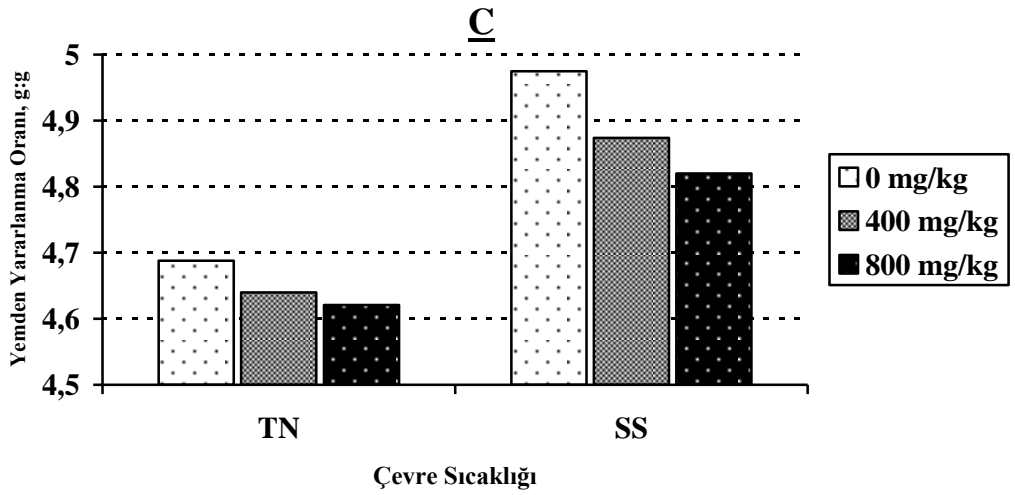 C
Yemden Yararlanma Oranı, g:g
5
4,9
4,8
4,7
4,6
4,5
TN
SS
Çevre Sıcaklığı
0 mg/kg
400 mg/kg
800 mg/kg